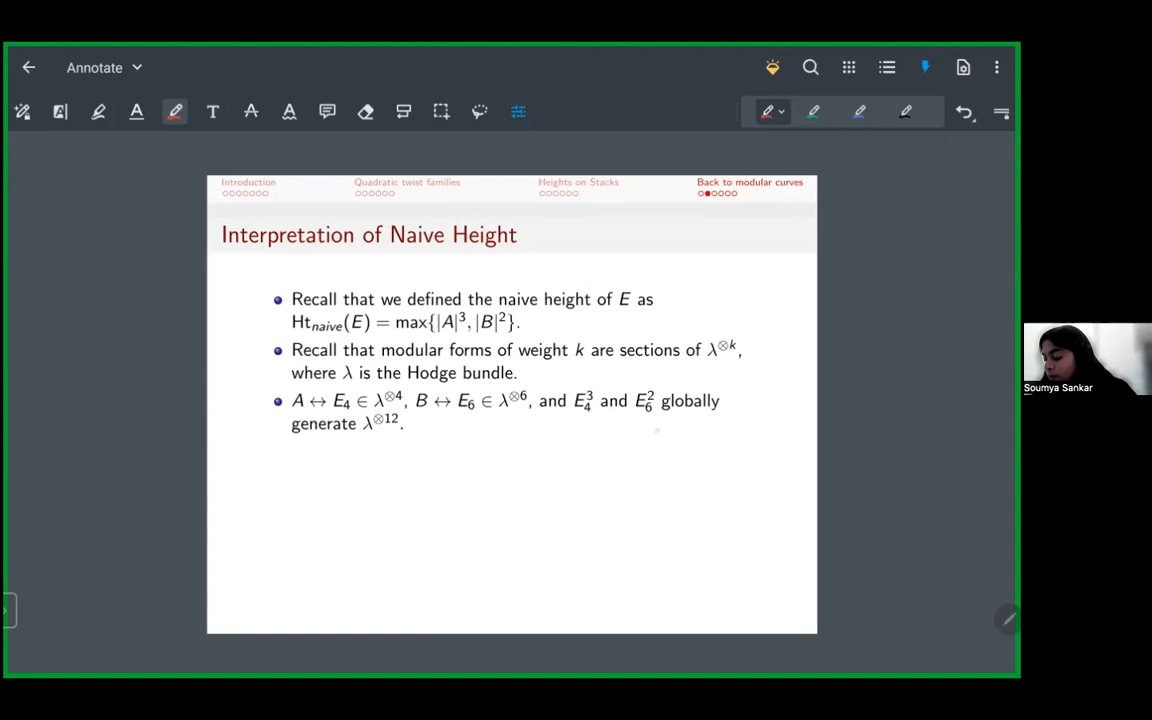 Annotate
Introduction Quadratic twist families Heights on Stacks Back to modular curves
Interpretation of Naive Height
Recall that we defined the naive height of E as
Ht_naive(E) = max{|A|³, |B|²}.
Recall that modular forms of weight k are sections of λ^⊗k,
where λ is the Hodge bundle.
A ↔ E₄ ∈ λ^⊗4, B ↔ E₆ ∈ λ^⊗6, and E₄³ and E₆² globally
generate λ^⊗12.
Soumya Sankar